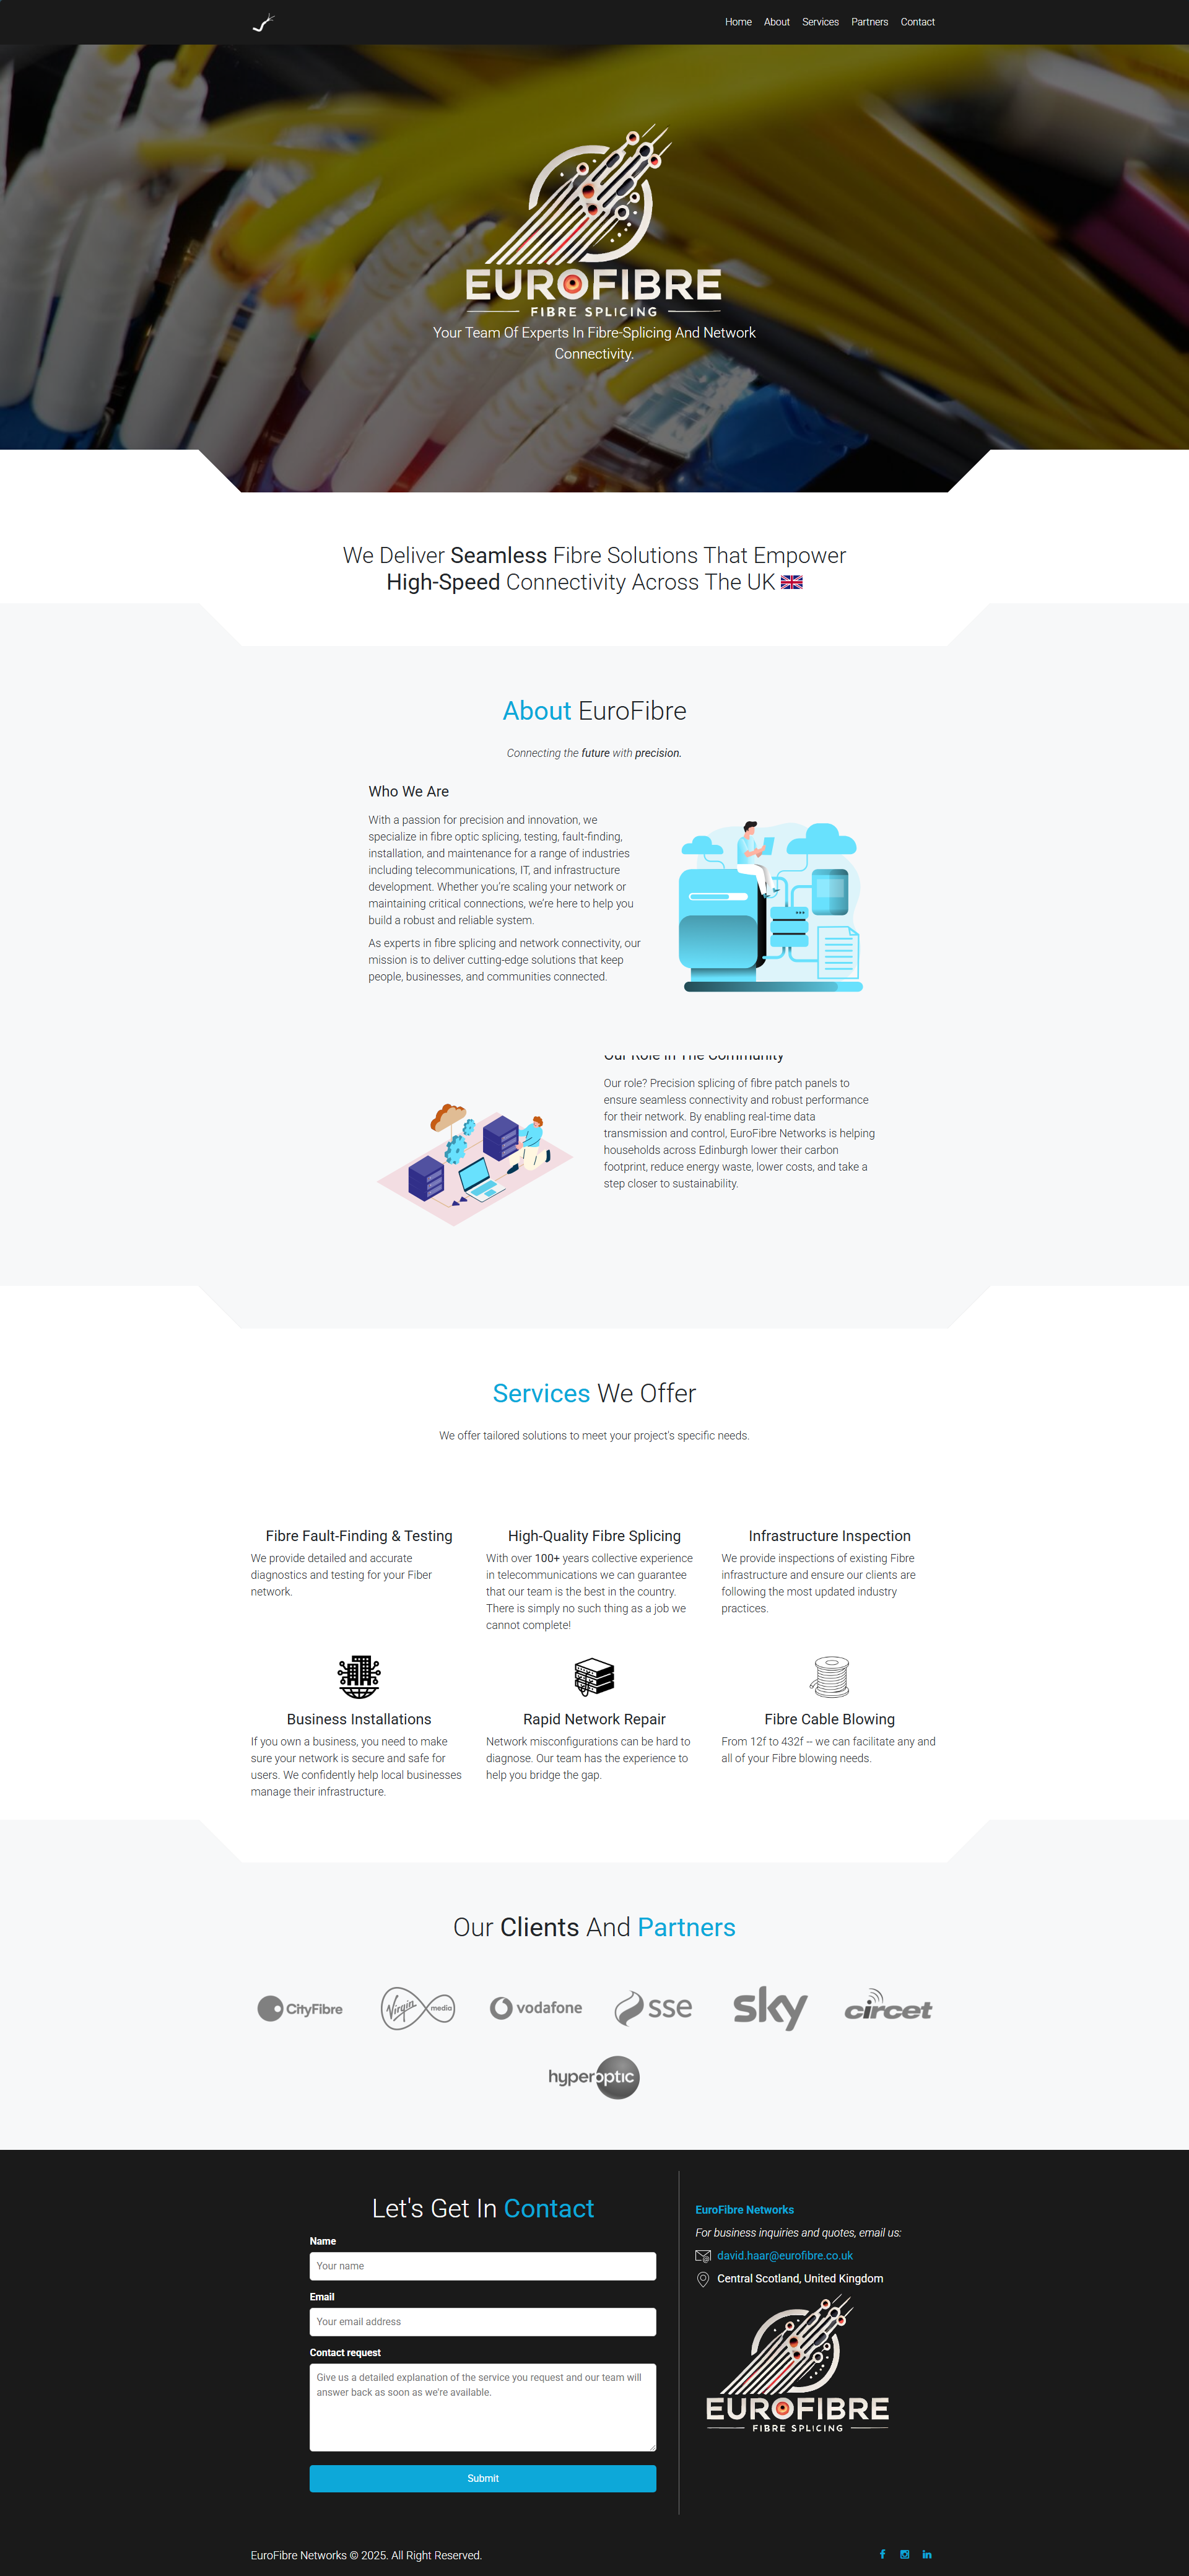 Home About Services Partners Contact
EUROFIBRE
FIBRE SPLICING
Your Team Of Experts In Fibre-Splicing And Network
Connectivity.
We Deliver Seamless Fibre Solutions That Empower
High-Speed Connectivity Across The UK
About EuroFibre
Connecting the future with precision.
Who We Are
With a passion for precision and innovation, we
specialize in fibre optic splicing, testing, fault-finding,
installation, and maintenance for a range of industries
including telecommunications, IT, and infrastructure
development. Whether you're scaling your network or
maintaining critical connections, we're here to help you
build a robust and reliable system.
As experts in fibre splicing and network connectivity, our
mission is to deliver cutting-edge solutions that keep
people, businesses, and communities connected.
Our Role In The Community
Our role? Precision splicing of fibre patch panels to
ensure seamless connectivity and robust performance
for their network. By enabling real-time data
transmission and control, EuroFibre Networks is helping
households across Edinburgh lower their carbon
footprint, reduce energy waste, lower costs, and take a
step closer to sustainability.
Services We Offer
We offer tailored solutions to meet your project's specific needs.
Fibre Fault-Finding & Testing
We provide detailed and accurate
diagnostics and testing for your Fiber
network.
High-Quality Fibre Splicing
With over 100+ years collective experience
in telecommunications we can guarantee
that our team is the best in the country.
There is simply no such thing as a job we
cannot complete!
Infrastructure Inspection
We provide inspections of existing Fibre
infrastructure and ensure our clients are
following the most updated industry
practices.
Business Installations
If you own a business, you need to make
sure your network is secure and safe for
users. We confidently help local businesses
manage their infrastructure.
Rapid Network Repair
Network misconfigurations can be hard to
diagnose. Our team has the experience to
help you bridge the gap.
Fibre Cable Blowing
From 12f to 432f -- we can facilitate any and
all of your Fibre blowing needs.
Our Clients And Partners
CityFibre
Virgin media
vodafone
sse
sky
circet
hyperoptic
Let's Get In Contact
Name
Your name
Email
Your email address
Contact request
Give us a detailed explanation of the service you request and our team will
answer back as soon as we're available.
Submit
EuroFibre Networks
For business inquiries and quotes, email us:
david.haar@eurofibre.co.uk
Central Scotland, United Kingdom
EUROFIBRE
FIBRE SPLICING
EuroFibre Networks © 2025. All Right Reserved.